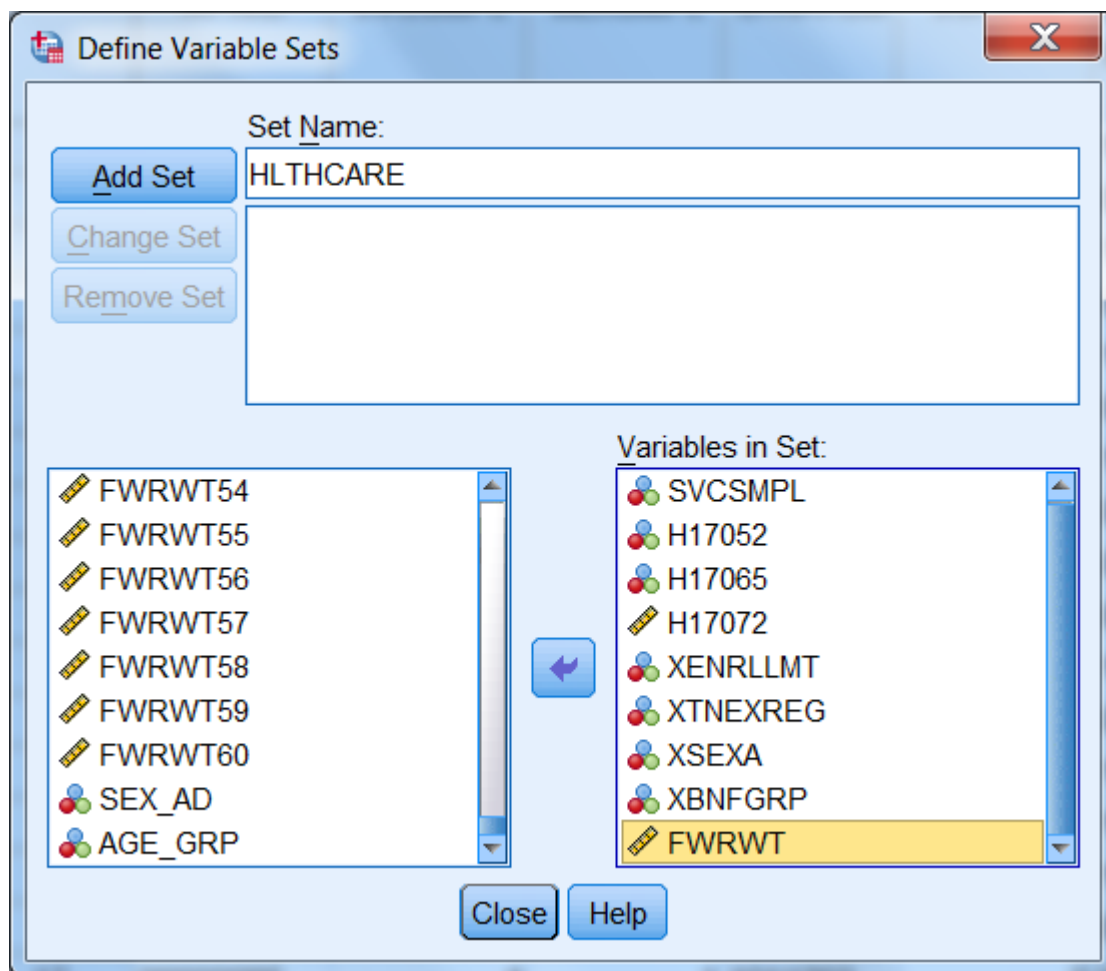 Define Variable Sets
Set Name:
Add Set
HLTHCARE
Change Set
Remove Set
FWRWT54
FWRWT55
FWRWT56
FWRWT57
FWRWT58
FWRWT59
FWRWT60
SEX_AD
AGE_GRP
Variables in Set:
SVCSMPL
H17052
H17065
H17072
XENRLLMT
XTNEXREG
XSEXA
XBNFGRP
FWRWT
Close
Help